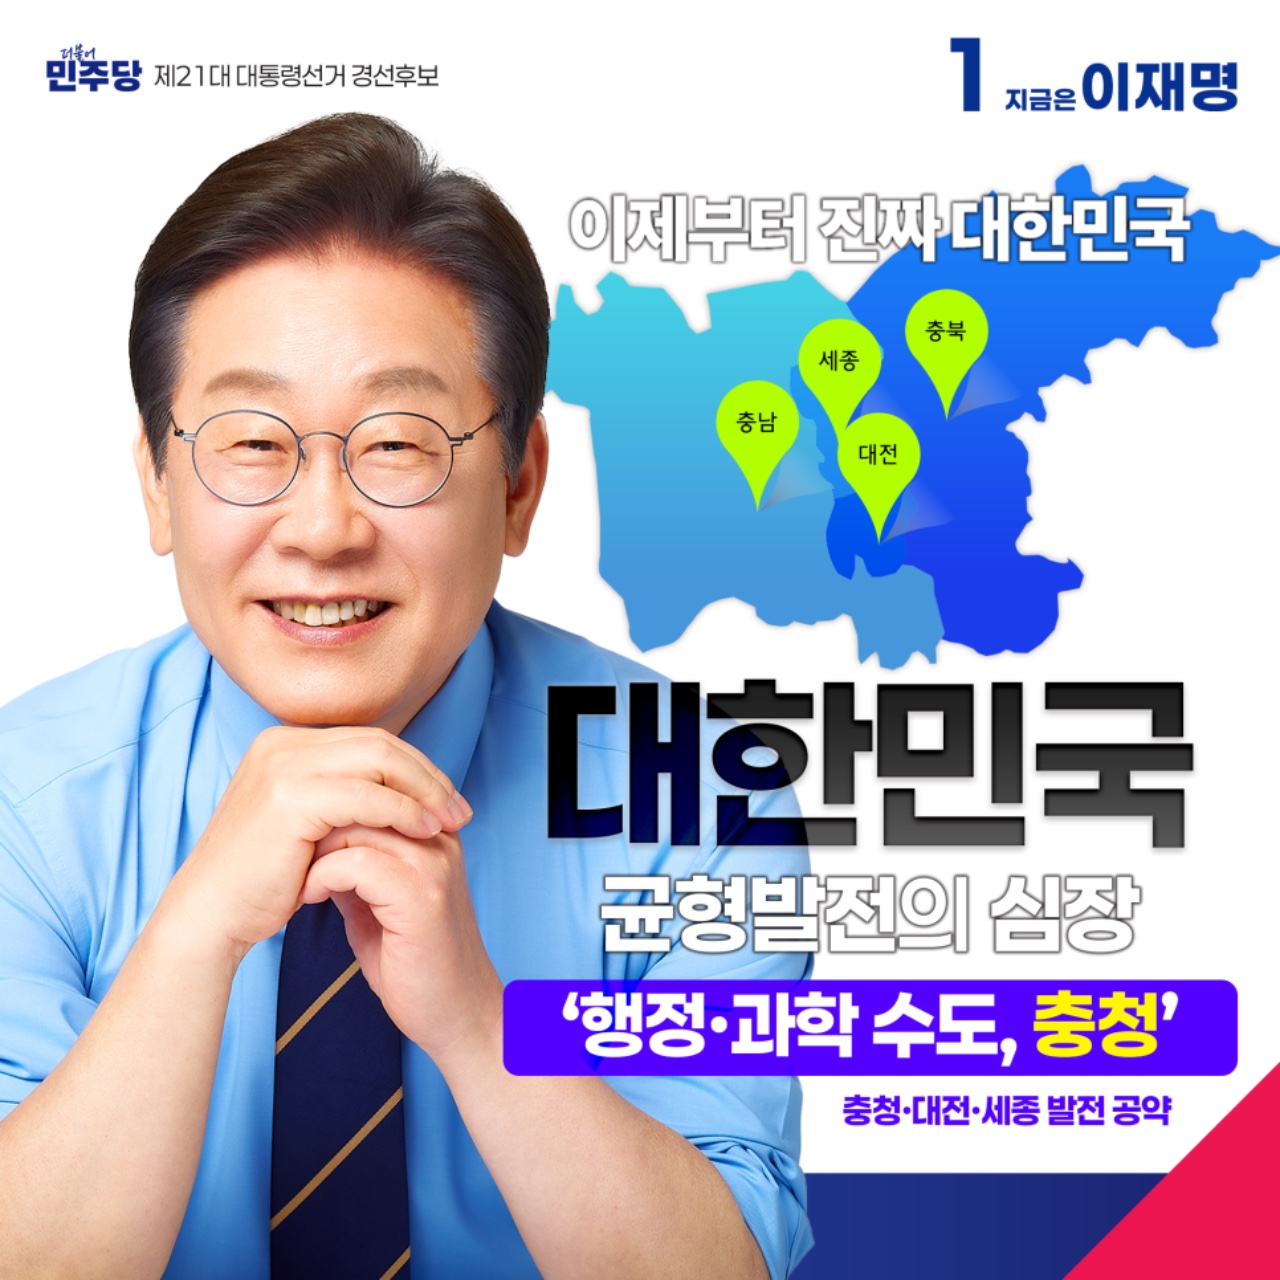 더불어
민주당 제21대 대통령선거 경선후보
1 지금은 이재명
이제부터 진짜 대한민국
충북
세종
충남
대전
대한민국
균형발전의 심장
‘행정·과학 수도, 충청’
충청·대전·세종 발전 공약